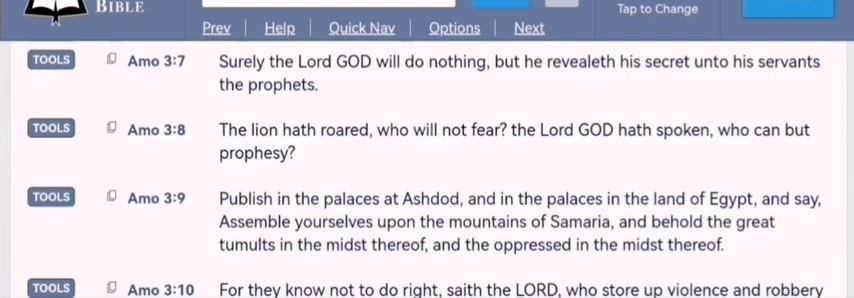 BIBLE
Tap to Change
Prev | Help | Quick Nav | Options | Next
TOOLS Amo 3:7 Surely the Lord GOD will do nothing, but he revealeth his secret unto his servants
the prophets.
TOOLS Amo 3:8 The lion hath roared, who will not fear? the Lord GOD hath spoken, who can but
prophesy?
TOOLS Amo 3:9 Publish in the palaces at Ashdod, and in the palaces in the land of Egypt, and say,
Assemble yourselves upon the mountains of Samaria, and behold the great
tumults in the midst thereof, and the oppressed in the midst thereof.
TOOLS Amo 3:10 For they know not to do right, saith the LORD, who store up violence and robbery